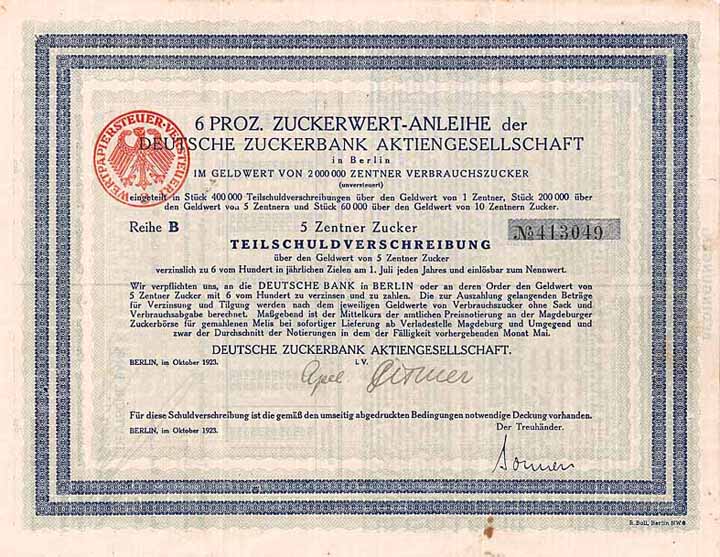 6 PROZ. ZUCKERWERT-ANLEIHE der
DEUTSCHE ZUCKERBANK AKTIENGESELLSCHAFT
in Berlin
IM GELDWERT VON 2 000 000 ZENTNER VERBRAUCHSZUCKER
(unversteuert)
WERTPAPIERSTEUER-VERSTEUERT
eingeteilt in Stück 400 000 Teilschuldverschreibungen über den Geldwert von 1 Zentner, Stück 200 000 über
den Geldwert von 5 Zentnern und Stück 60 000 über den Geldwert von 10 Zentnern Zucker.
Reihe B 5 Zentner Zucker No 413049
TEILSCHULDVERSCHREIBUNG
über den Geldwert von 5 Zentner Zucker
verzinslich zu 6 vom Hundert in jährlichen Zielen am 1. Juli jeden Jahres und einlösbar zum Nennwert.
Wir verpflichten uns, an die DEUTSCHE BANK in BERLIN oder an deren Order den Geldwert von
5 Zentner Zucker mit 6 vom Hundert zu verzinsen und zu zahlen. Die zur Auszahlung gelangenden Beträge
für Verzinsung und Tilgung werden nach dem jeweiligen Geldwerte von Verbrauchszucker ohne Sack und
Verbrauchsabgabe berechnet. Maßgebend ist der Mittelkurs der amtlichen Preisnotierung an der Magdeburger
Zuckerbörse für gemahlenen Melis bei sofortiger Lieferung ab Verladestelle Magdeburg und Umgegend und
zwar der Durchschnitt der Notierungen in dem der Fälligkeit vorhergehenden Monat Mai.
DEUTSCHE ZUCKERBANK AKTIENGESELLSCHAFT.
BERLIN, im Oktober 1923. I. V.
Für diese Schuldverschreibung ist die gemäß den umseitig abgedruckten Bedingungen notwendige Deckung vorhanden.
BERLIN, im Oktober 1923. Der Treuhänder.
R. Boll, Berlin NW6